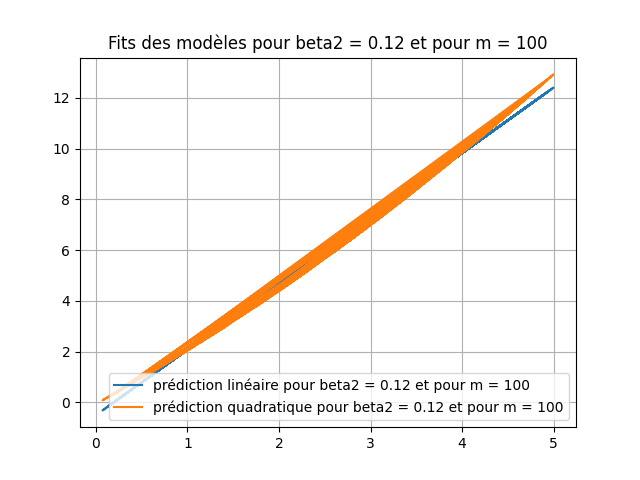 Fits des modèles pour beta2 = 0.12 et pour m = 100
12
10
8
6
4
2
0
prédiction linéaire pour beta2 = 0.12 et pour m = 100
prédiction quadratique pour beta2 = 0.12 et pour m = 100
0 1 2 3 4 5